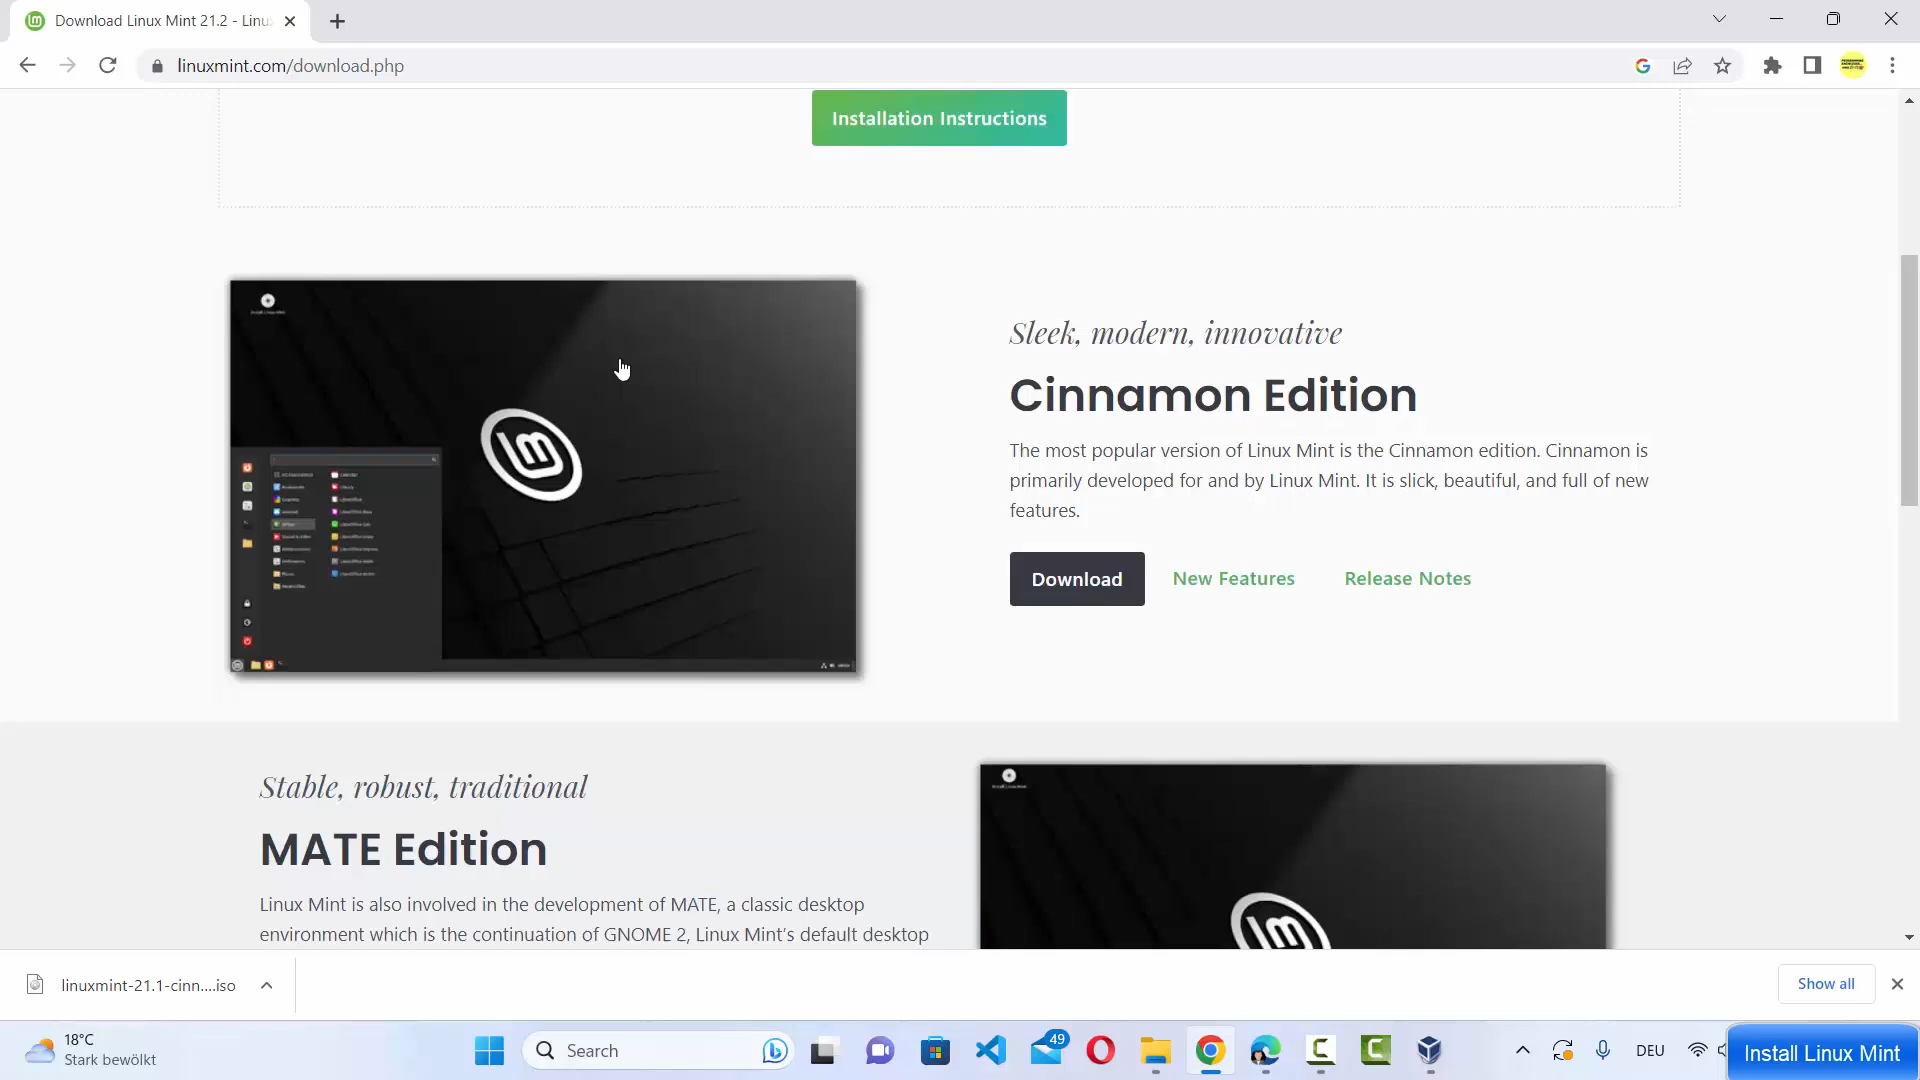 Download Linux Mint 21.2 - Linu
linuxmint.com/download.php
Installation Instructions
Sleek, modern, innovative
Cinnamon Edition
The most popular version of Linux Mint is the Cinnamon edition. Cinnamon is
primarily developed for and by Linux Mint. It is slick, beautiful, and full of new
features.
Download
New Features
Release Notes
Stable, robust, traditional
MATE Edition
Linux Mint is also involved in the development of MATE, a classic desktop
environment which is the continuation of GNOME 2, Linux Mint's default desktop
linuxmint-21.1-cinn....iso
Show all
18°C
Stark bewölkt
Search
49
DEU
Install Linux Mint